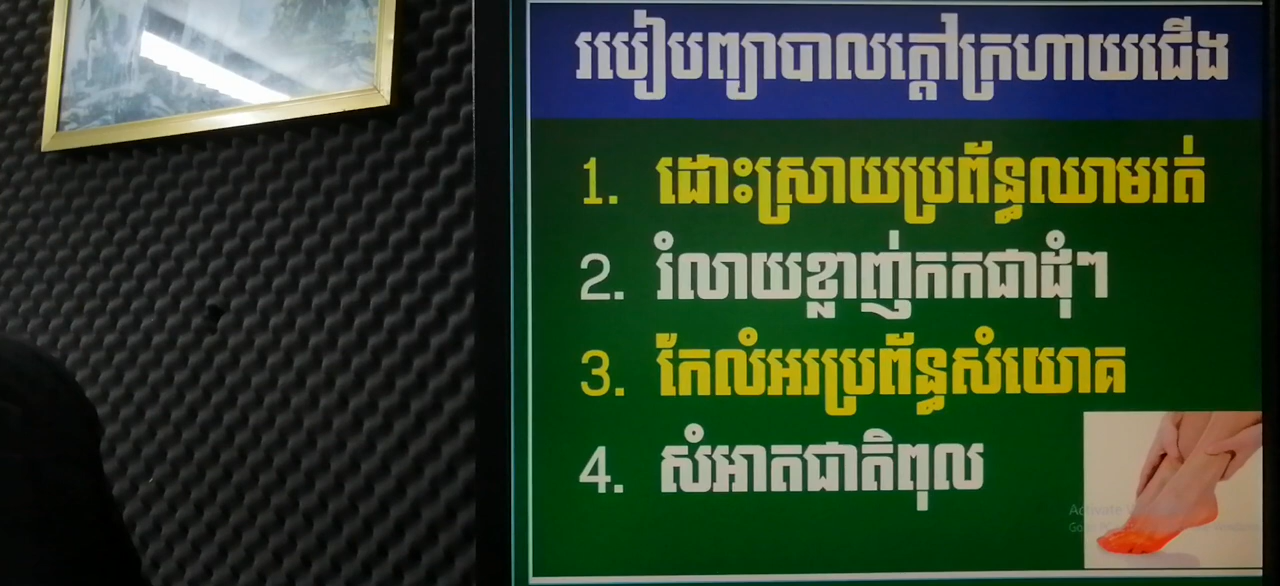 របៀបព្យាបាលក្តៅក្រហាយជើង
1. ដោះស្រាយប្រព័ន្ធឈាមរត់
2. រំលាយខ្លាញ់កកជាដុំៗ
3. កែលំអរប្រព័ន្ធសំយោគ
4. សំអាតជាតិពុល
Activate